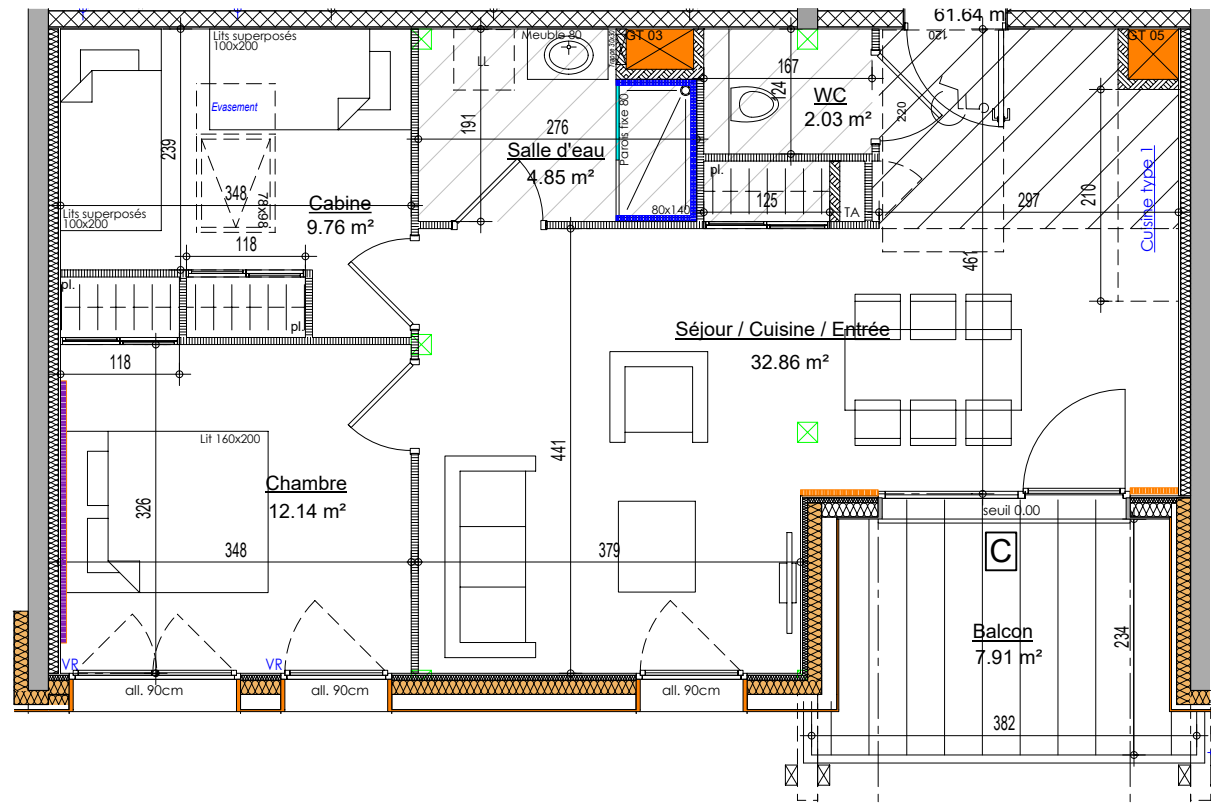 61.64 m
Lits superposés
100x200
Meuble 80
Trappe 30x30
GT 03
120
GT 05
LL
167
124
WC
2.03 m²
220
Evasement
239
191
276
Parois fixe 80
Salle d'eau
4.85 m²
pl.
125
TA
297
210
Cuisine type 1
348
Cabine
9.76 m²
78x98
Lits superposés
100x200
80x140
118
461
pl.
pl.
Séjour / Cuisine / Entrée
32.86 m²
118
Lit 160x200
441
Chambre
12.14 m²
326
seuil 0.00
C
348
379
Balcon
7.91 m²
234
VR
VR
all. 90cm
all. 90cm
all. 90cm
382